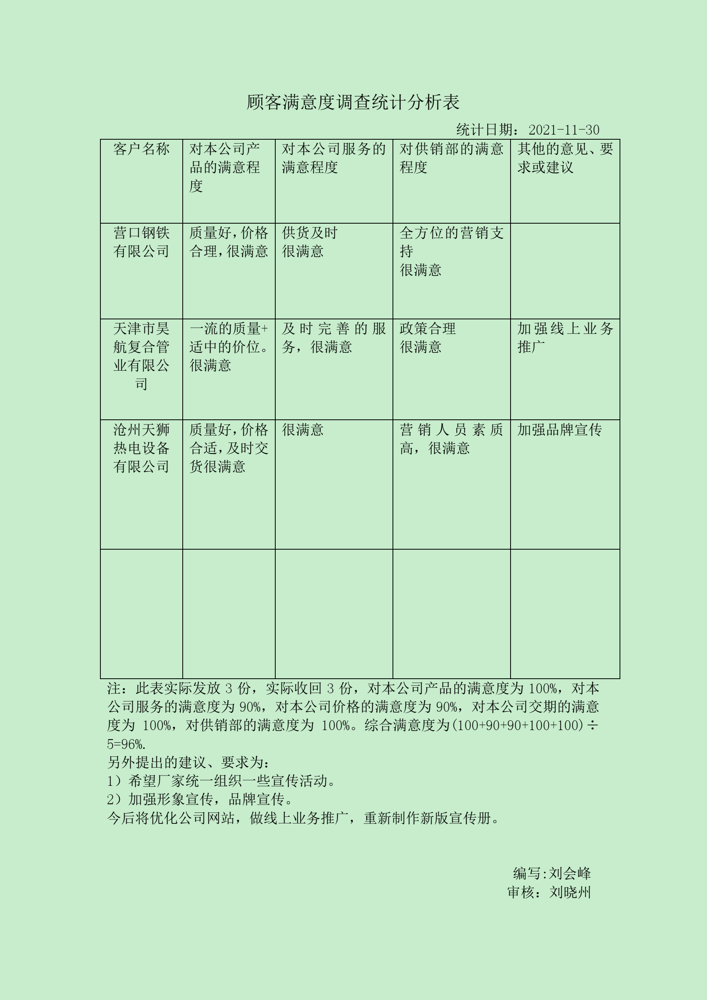 顾客满意度调查统计分析表
统计日期：2021-11-30
客户名称
对本公司产
品的满意程
度
对本公司服务的
满意程度
对供销部的满意
程度
其他的意见、要
求或建议
营口钢铁
有限公司
质量好，价格
合理，很满意
供货及时
很满意
全方位的营销支
持
很满意
天津市昊
航复合管
业有限公
司
一流的质量+
适中的价位。
很满意
及时完善的服
务，很满意
政策合理
很满意
加强线上业务
推广
沧州天狮
热电设备
有限公司
质量好，价格
合适，及时交
货很满意
很满意
营销人员素质
高，很满意
加强品牌宣传
注：此表实际发放 3 份，实际收回 3 份，对本公司产品的满意度为 100%，对本
公司服务的满意度为 90%，对本公司价格的满意度为 90%，对本公司交期的满意
度为 100%，对供销部的满意度为 100%。综合满意度为(100+90+90+100+100)÷
5=96%.
另外提出的建议、要求为：
1）希望厂家统一组织一些宣传活动。
2）加强形象宣传，品牌宣传。
今后将优化公司网站，做线上业务推广，重新制作新版宣传册。
编写:刘会峰
审核：刘晓州